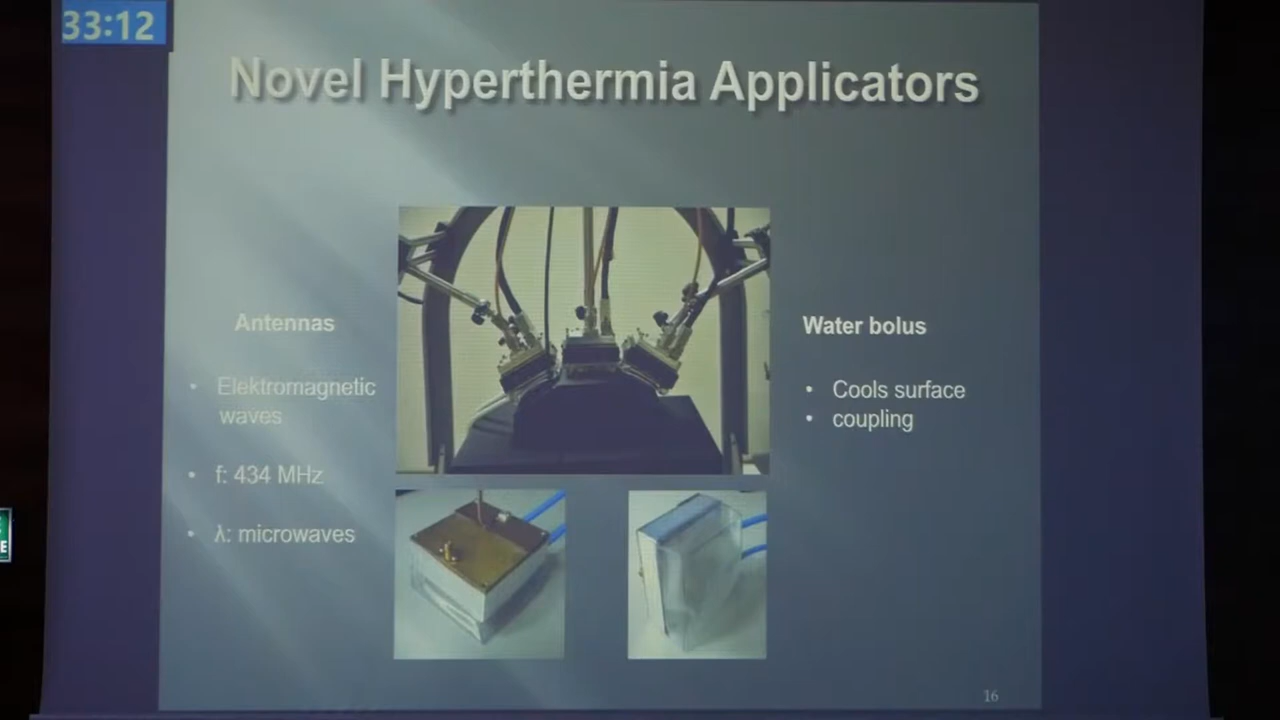 33:12
Novel Hyperthermia Applicators
Antennas
• Elektromagnetic
waves
• f: 434 MHz
• λ: microwaves
Water bolus
• Cools surface
• coupling
16